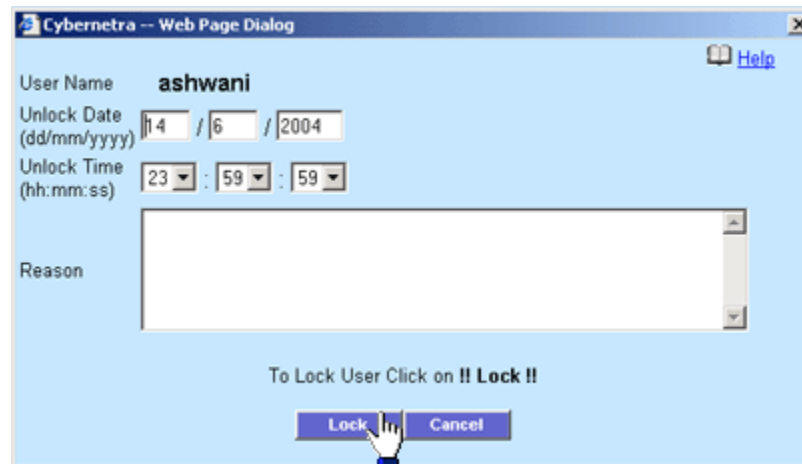 Cybernetra -- Web Page Dialog
Help
User Name ashwani
Unlock Date
(dd/mm/yyyy) 14 / 6 / 2004
Unlock Time
(hh:mm:ss) 23 : 59 : 59
Reason
To Lock User Click on !! Lock !!
Lock Cancel